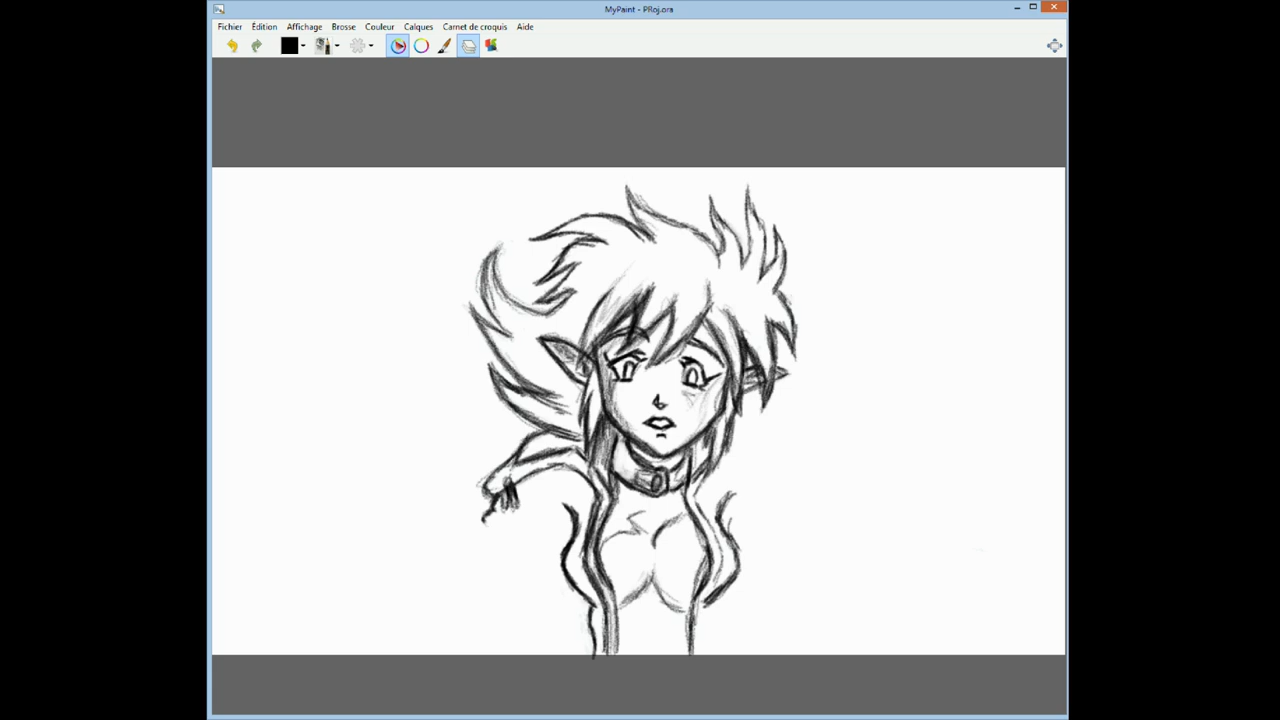 MyPaint - PRoj.ora
Fichier Édition Affichage Brosse Couleur Calques Carnet de croquis Aide